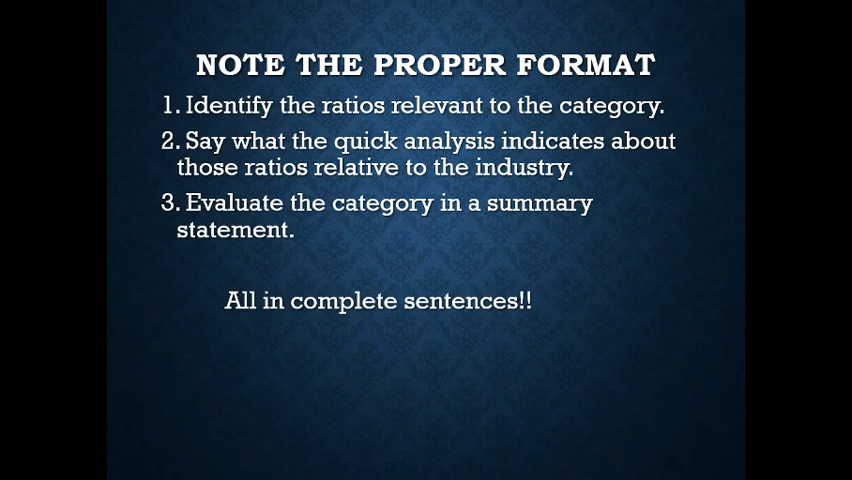 NOTE THE PROPER FORMAT
1. Identify the ratios relevant to the category.
2. Say what the quick analysis indicates about
those ratios relative to the industry.
3. Evaluate the category in a summary
statement.
All in complete sentences!!